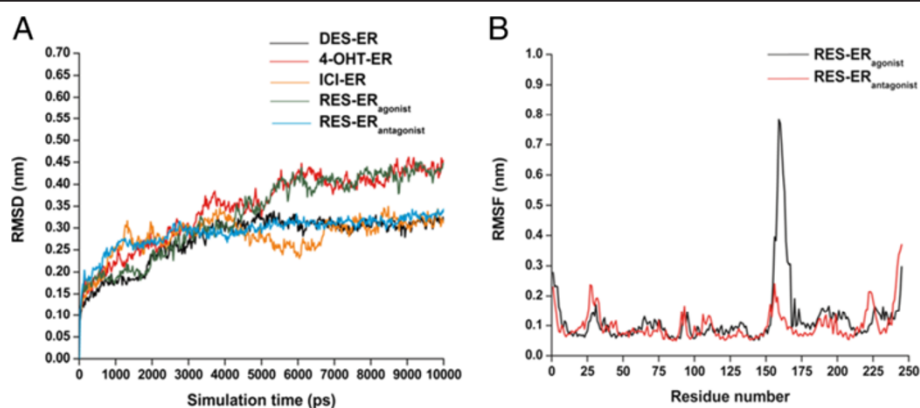 A
0.70
0.65
0.60
0.55
0.50
0.45
0.40
0.35
0.30
0.25
0.20
0.15
0.10
0.05
0.00
RMSD (nm)
0 1000 2000 3000 4000 5000 6000 7000 8000 9000 10000
Simulation time (ps)
DES-ER
4-OHT-ER
ICI-ER
RES-ERagonist
RES-ERantagonist
B
1.0
0.9
0.8
0.7
0.6
0.5
0.4
0.3
0.2
0.1
0.0
RMSF (nm)
0 25 50 75 100 125 150 175 200 225 250
Residue number
RES-ERagonist
RES-ERantagonist